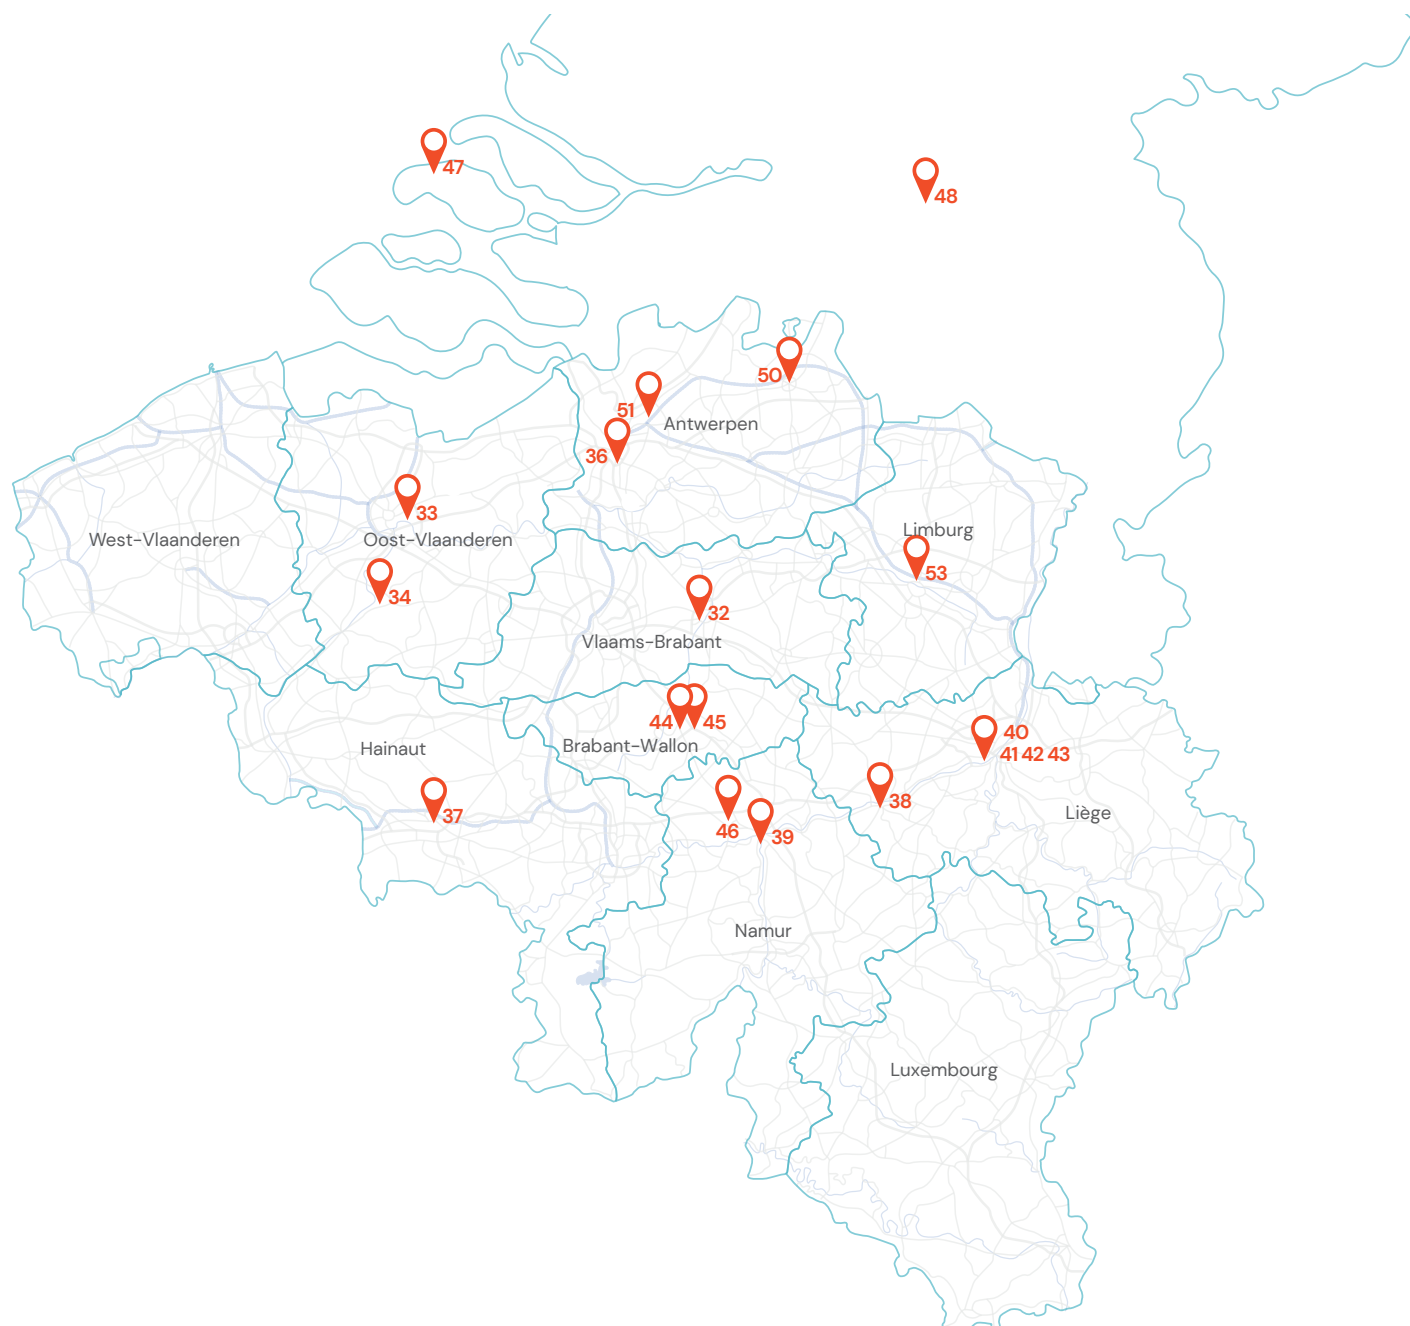 47
48
50
51
Antwerpen
36
33
West-Vlaanderen
Oost-Vlaanderen
Limburg
53
34
32
Vlaams-Brabant
44
45
40
41 42 43
Brabant-Wallon
Hainaut
38
37
46
39
Liège
Namur
Luxembourg